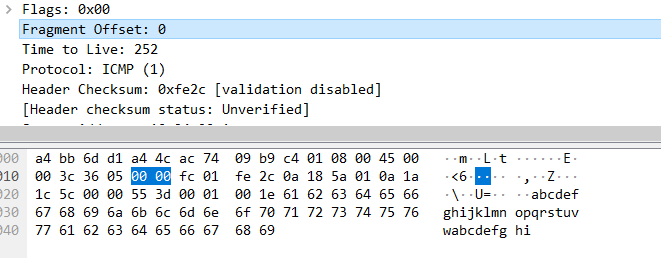 > Flags: 0x00
Fragment Offset: 0
Time to Live: 252
Protocol: ICMP (1)
Header Checksum: 0xfe2c [validation disabled]
[Header checksum status: Unverified]
000 a4 bb 6d d1 a4 4c ac 74 09 b9 c4 01 08 00 45 00 ··m··L·t ······E·
010 00 3c 36 05 00 00 fc 01 fe 2c 0a 18 5a 01 0a 1a ·<6····· ·,··Z···
020 1c 5c 00 00 55 3d 00 01 00 1e 61 62 63 64 65 66 ·\··U=·· ··abcdef
030 67 68 69 6a 6b 6c 6d 6e 6f 70 71 72 73 74 75 76 ghijklmn opqrstuv
040 77 61 62 63 64 65 66 67 68 69 wabcdefg hi